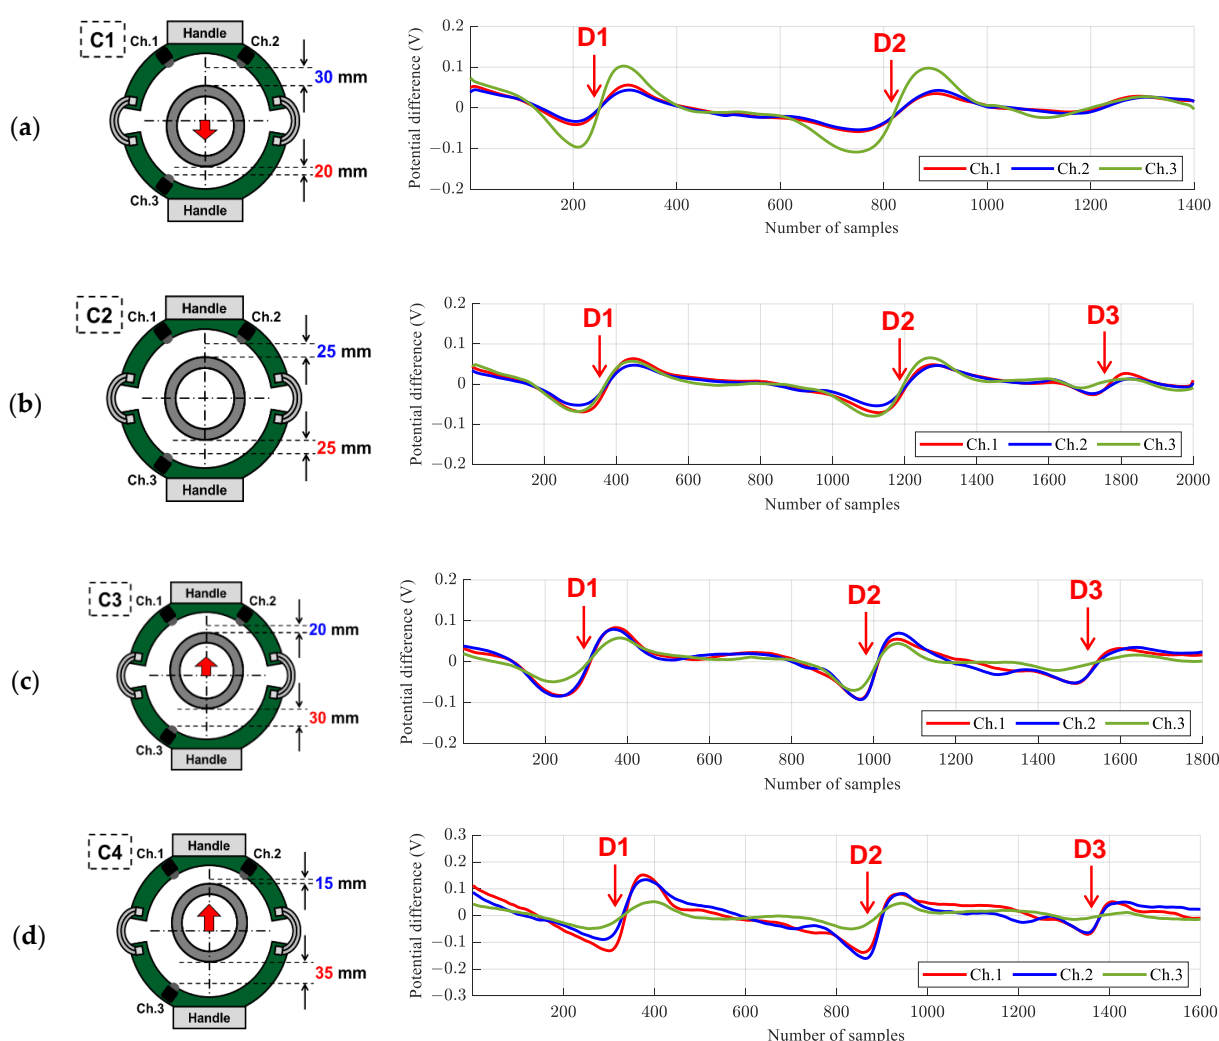 (a)
C1
Handle
Ch.1
Ch.2
30 mm
20 mm
Ch.3
Handle
Potential difference (V)
0.2
0.1
0
−0.1
−0.2
D1
D2
Ch.1 Ch.2 Ch.3
200 400 600 800 1000 1200 1400
Number of samples
(b)
C2
Handle
Ch.1
Ch.2
25 mm
25 mm
Ch.3
Handle
Potential difference (V)
0.2
0.1
0
−0.1
−0.2
D1
D2
D3
Ch.1 Ch.2 Ch.3
200 400 600 800 1000 1200 1400 1600 1800 2000
Number of samples
(c)
C3
Handle
Ch.1
Ch.2
20 mm
30 mm
Ch.3
Handle
Potential difference (V)
0.2
0.1
0
−0.1
−0.2
D1
D2
D3
Ch.1 Ch.2 Ch.3
200 400 600 800 1000 1200 1400 1600 1800
Number of samples
(d)
C4
Handle
Ch.1
Ch.2
15 mm
35 mm
Ch.3
Handle
Potential difference (V)
0.3
0.2
0.1
0
−0.1
−0.2
−0.3
D1
D2
D3
Ch.1 Ch.2 Ch.3
200 400 600 800 1000 1200 1400 1600
Number of samples